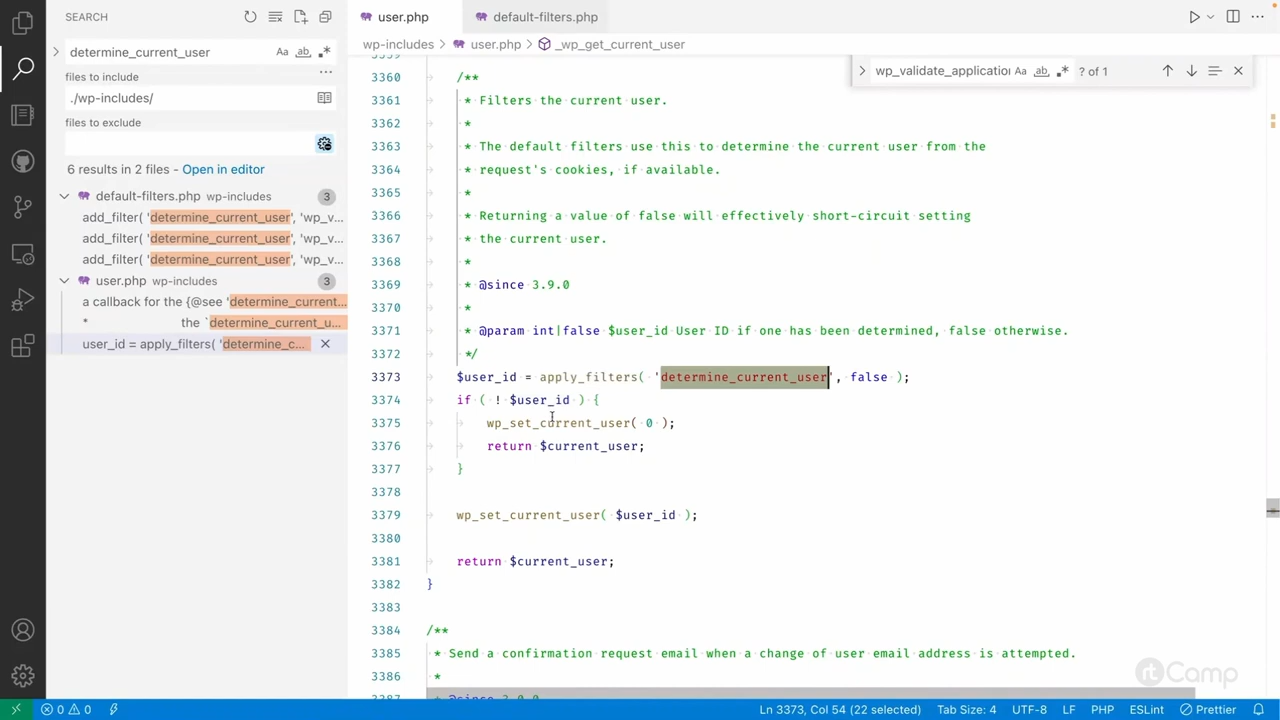 SEARCH
determine_current_user
Aa
ab
files to include
./wp-includes/
files to exclude
6 results in 2 files - Open in editor
default-filters.php wp-includes 3
add_filter( 'determine_current_user', 'wp_v...
add_filter( 'determine_current_user', 'wp_v...
add_filter( 'determine_current_user', 'wp_v...
user.php wp-includes 3
a callback for the {@see 'determine_current...
* the `determine_current_u...
user_id = apply_filters( 'determine_c...
user.php default-filters.php
wp-includes > user.php > _wp_get_current_user
wp_validate_application Aa ab ? of 1
3360 /**
3361 * Filters the current user.
3362 *
3363 * The default filters use this to determine the current user from the
3364 * request's cookies, if available.
3365 *
3366 * Returning a value of false will effectively short-circuit setting
3367 * the current user.
3368 *
3369 * @since 3.9.0
3370 *
3371 * @param int|false $user_id User ID if one has been determined, false otherwise.
3372 */
3373 $user_id = apply_filters( 'determine_current_user', false );
3374 if ( ! $user_id ) {
3375 wp_set_current_user( 0 );
3376 return $current_user;
3377 }
3378
3379 wp_set_current_user( $user_id );
3380
3381 return $current_user;
3382 }
3383
3384 /**
3385 * Send a confirmation request email when a change of user email address is attempted.
3386 *
rtCamp
0 0 Ln 3373, Col 54 (22 selected) Tab Size: 4 UTF-8 LF PHP ESLint Prettier